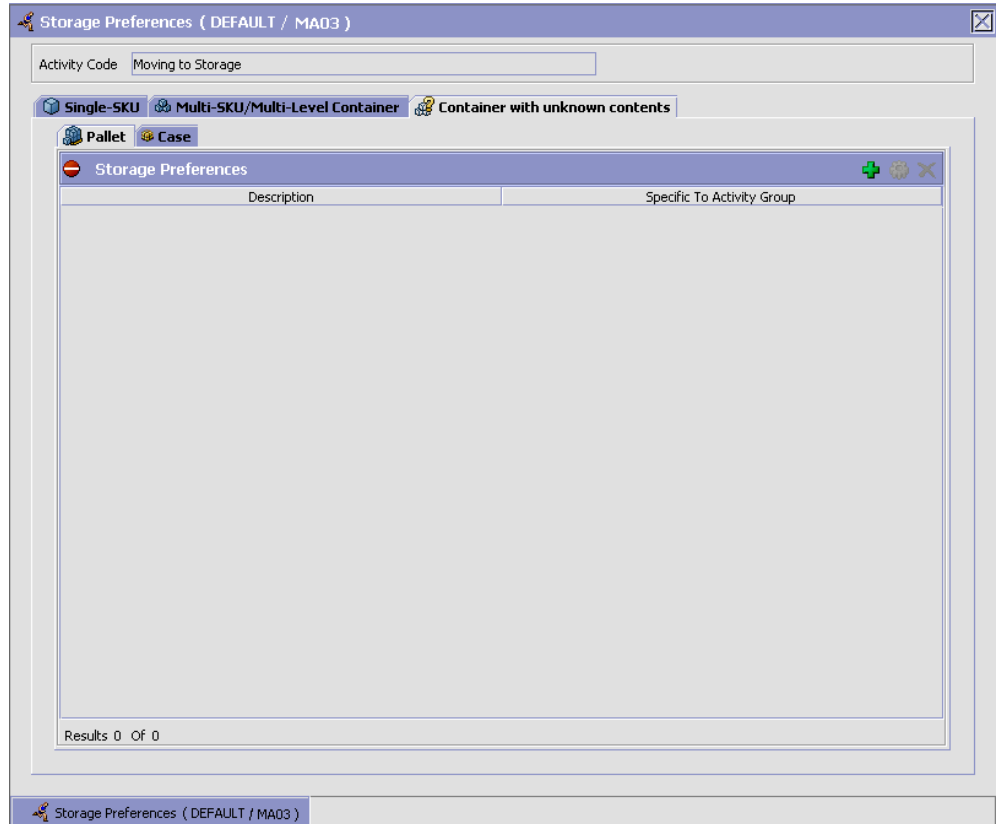 Storage Preferences ( DEFAULT / MA03 )
Activity Code Moving to Storage
Single-SKU Multi-SKU/Multi-Level Container Container with unknown contents
Pallet Case
Storage Preferences
Description Specific To Activity Group
Results 0 Of 0
Storage Preferences ( DEFAULT / MA03 )